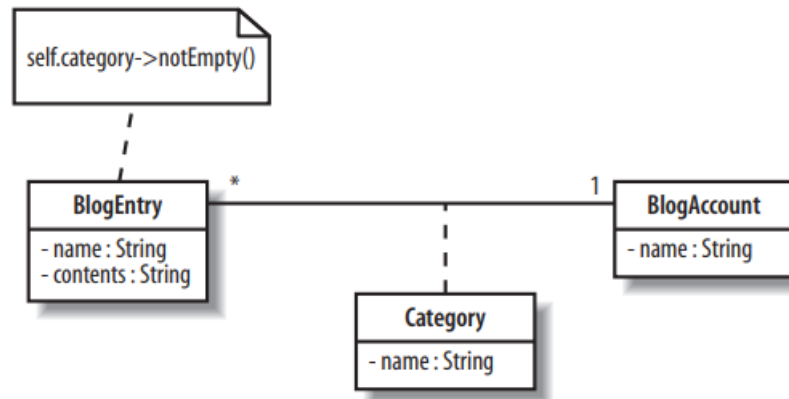 self.category->notEmpty()
* 1
BlogEntry
- name : String
- contents : String
BlogAccount
- name : String
Category
- name : String